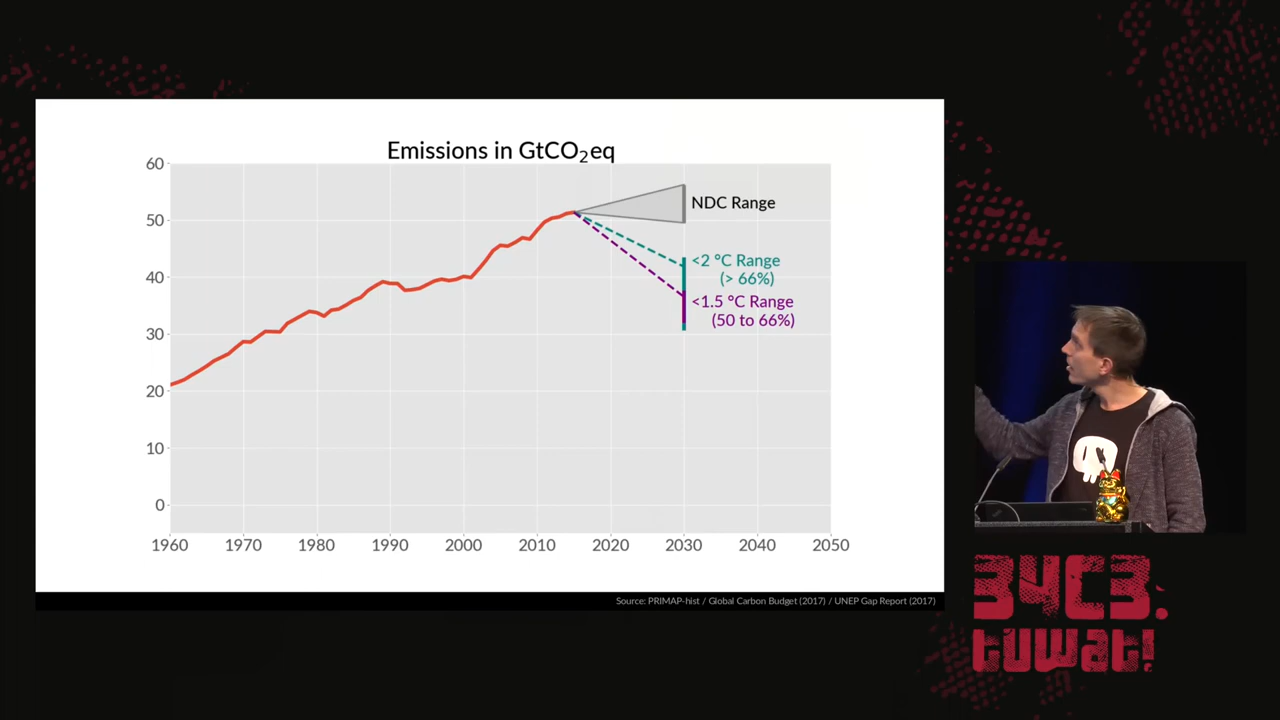 Emissions in GtCO₂eq
60
50
40
30
20
10
0
1960 1970 1980 1990 2000 2010 2020 2030 2040 2050
NDC Range
<2 °C Range
(> 66%)
<1.5 °C Range
(50 to 66%)
Source: PRIMAP-hist / Global Carbon Budget (2017) / UNEP Gap Report (2017)
34C3.
tuwat!